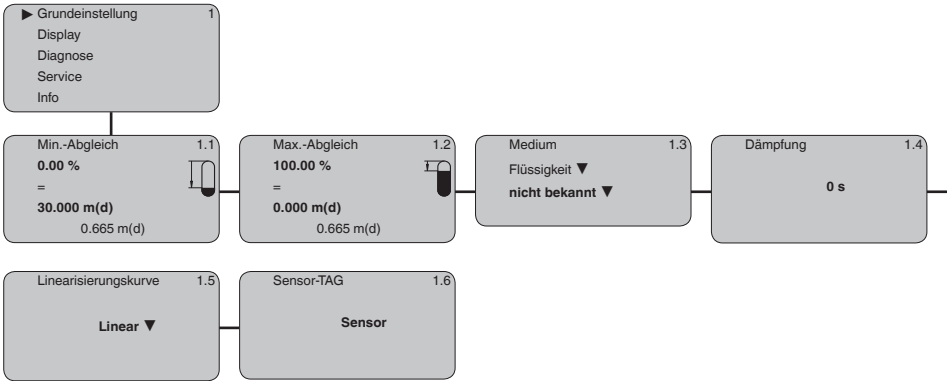 ▶ Grundeinstellung 1
Display
Diagnose
Service
Info
Min.-Abgleich 1.1
0.00 %
=
30.000 m(d)
0.665 m(d)
Max.-Abgleich 1.2
100.00 %
=
0.000 m(d)
0.665 m(d)
Medium 1.3
Flüssigkeit ▼
nicht bekannt ▼
Dämpfung 1.4
0 s
Linearisierungskurve 1.5
Linear ▼
Sensor-TAG 1.6
Sensor